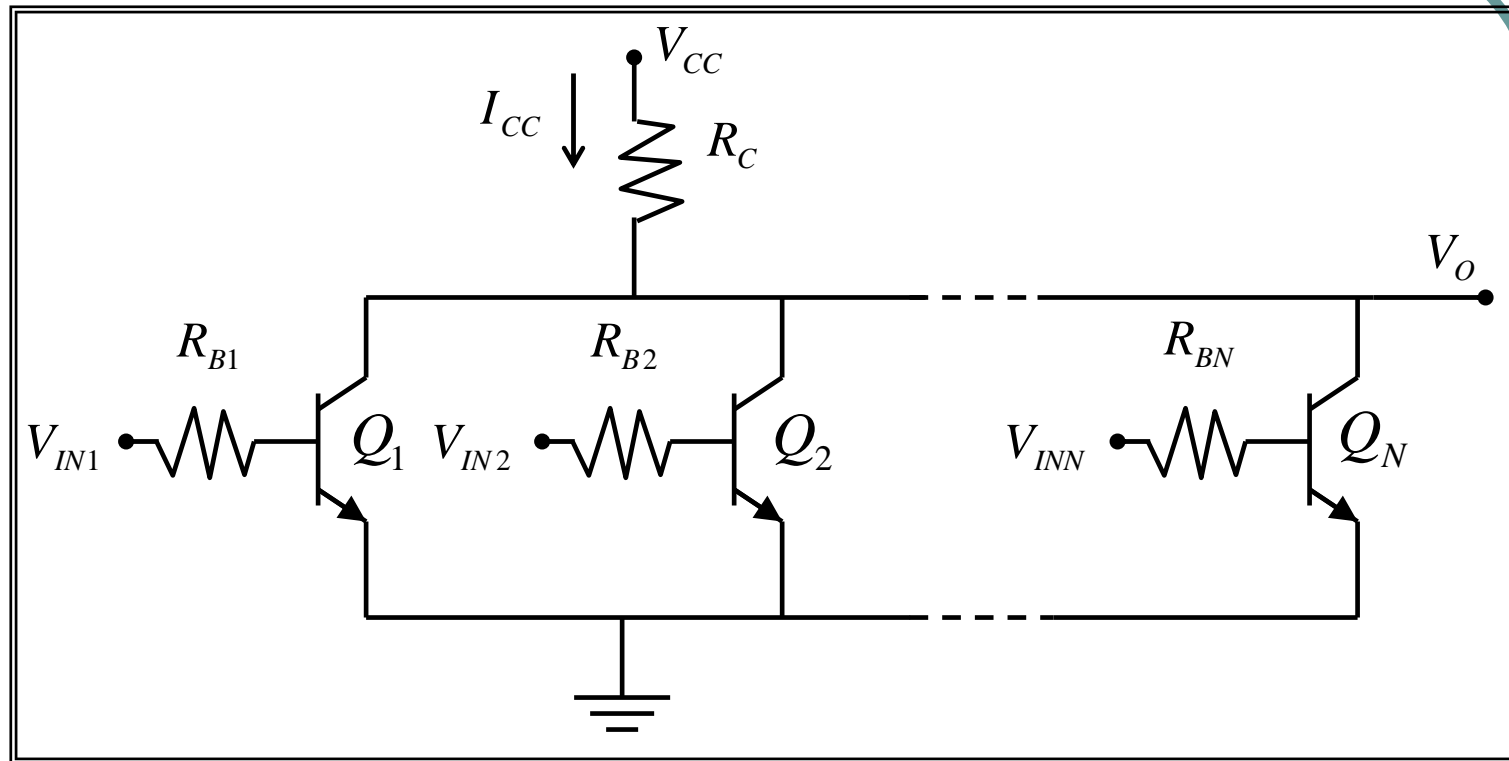 V_CC
I_CC
R_C
V_O
R_B1 R_B2 R_BN
V_IN1 Q_1 V_IN2 Q_2 V_INN Q_N